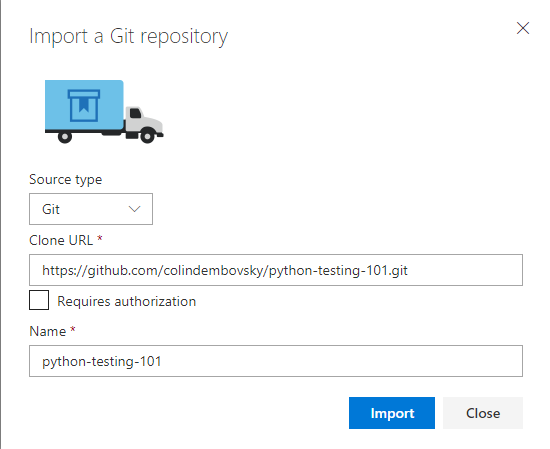 Import a Git repository
Source type
Git
Clone URL *
https://github.com/colindembovsky/python-testing-101.git
Requires authorization
Name *
python-testing-101
Import Close